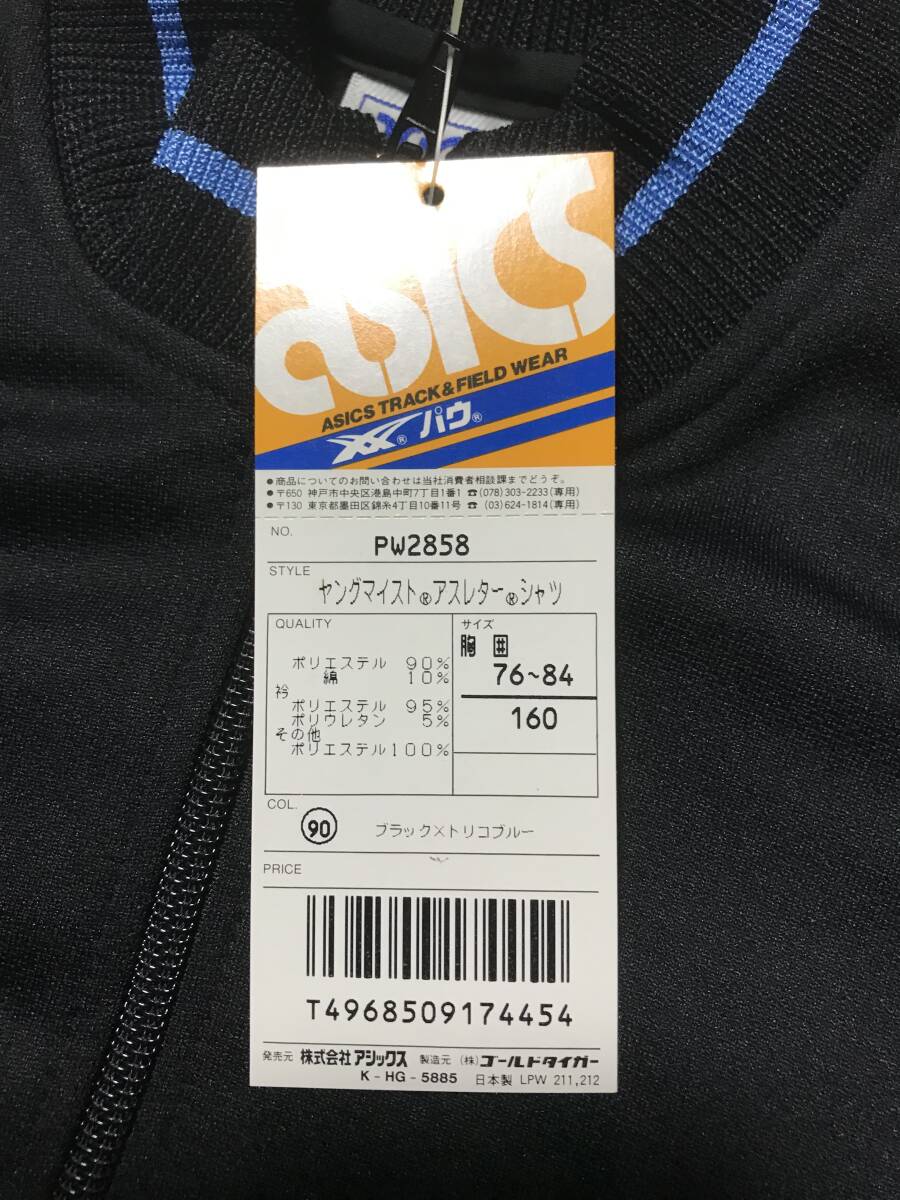 asics
ASICS TRACK & FIELD WEAR
® パウ®
●商品についてのお問い合わせは当社消費者相談課までどうぞ。
●〒650 神戸市中央区港島中町7丁目1番1 ☎(078)303-2233(専用)
●〒130 東京都墨田区錦糸4丁目10番11号 ☎(03)624-1814(専用)
NO.
PW2858
STYLE
ヤングマイスト®アスレター®シャツ
QUALITY
ポリエステル 90%
綿 10%
衿
ポリエステル 95%
ポリウレタン 5%
その他
ポリエステル100%
サイズ
胸囲
76~84
160
COL.
90 ブラック×トリコブルー
PRICE
T4968509174454
発売元 株式会社アシックス 製造元 (株)ゴールドタイガー
K-HG-5885 日本製 LPW 211,212